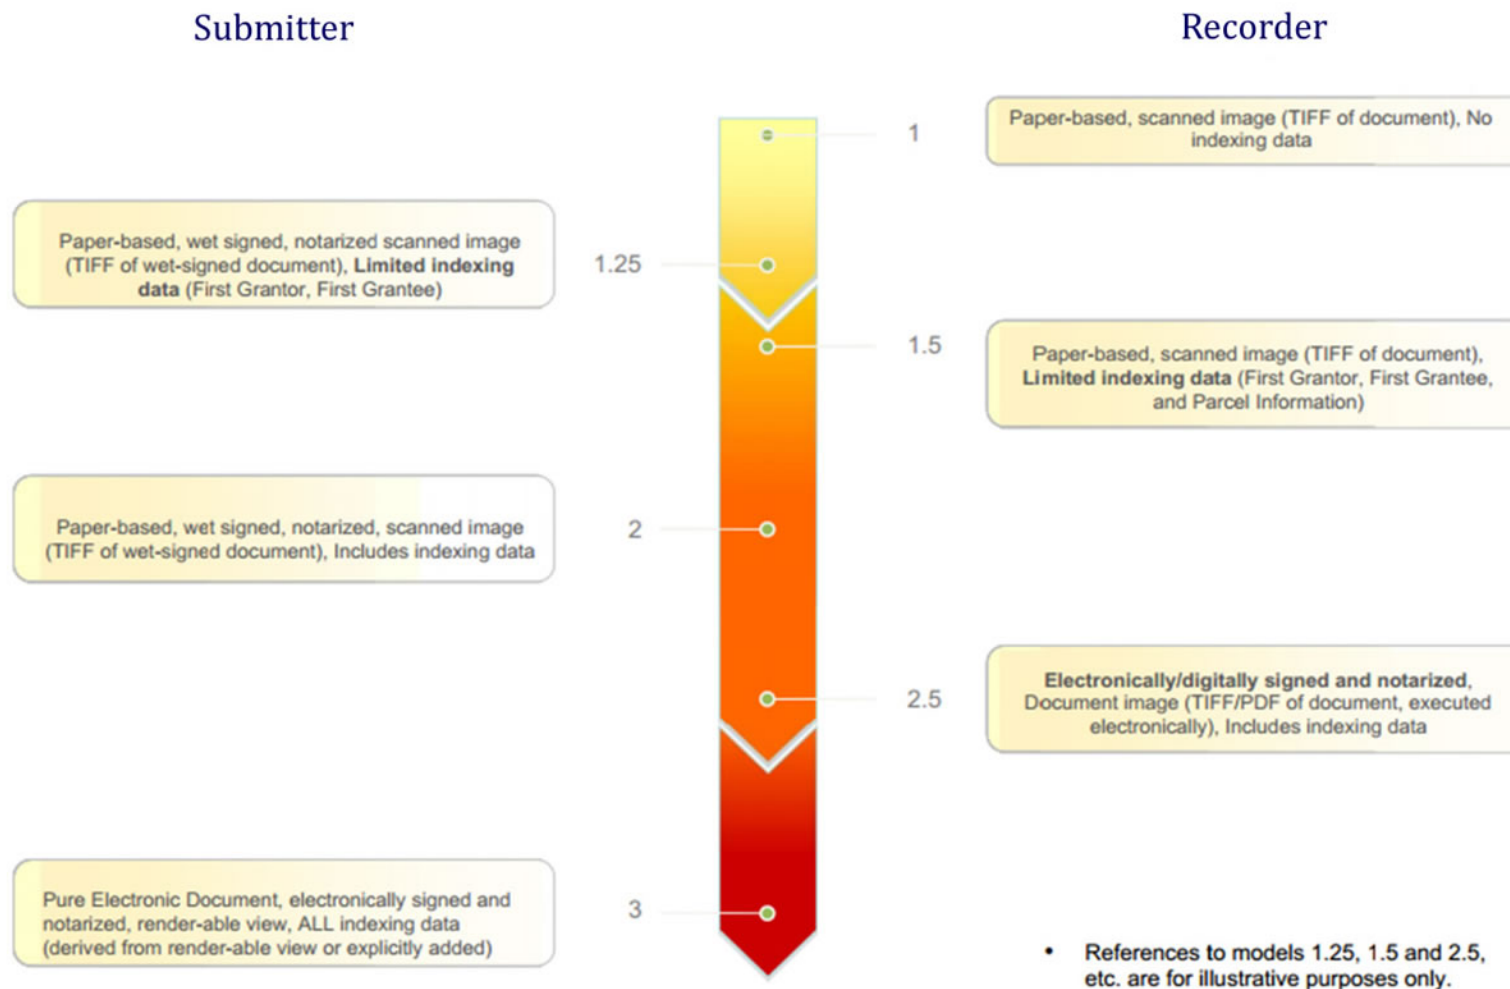 Submitter
Recorder
1
Paper-based, scanned image (TIFF of document), No
indexing data
Paper-based, wet signed, notarized scanned image
(TIFF of wet-signed document), Limited indexing
data (First Grantor, First Grantee)
1.25
1.5
Paper-based, scanned image (TIFF of document),
Limited indexing data (First Grantor, First Grantee,
and Parcel Information)
Paper-based, wet signed, notarized, scanned image
(TIFF of wet-signed document), Includes indexing data
2
2.5
Electronically/digitally signed and notarized,
Document image (TIFF/PDF of document, executed
electronically), Includes indexing data
Pure Electronic Document, electronically signed and
notarized, render-able view, ALL indexing data
(derived from render-able view or explicitly added)
3
• References to models 1.25, 1.5 and 2.5,
etc. are for illustrative purposes only.